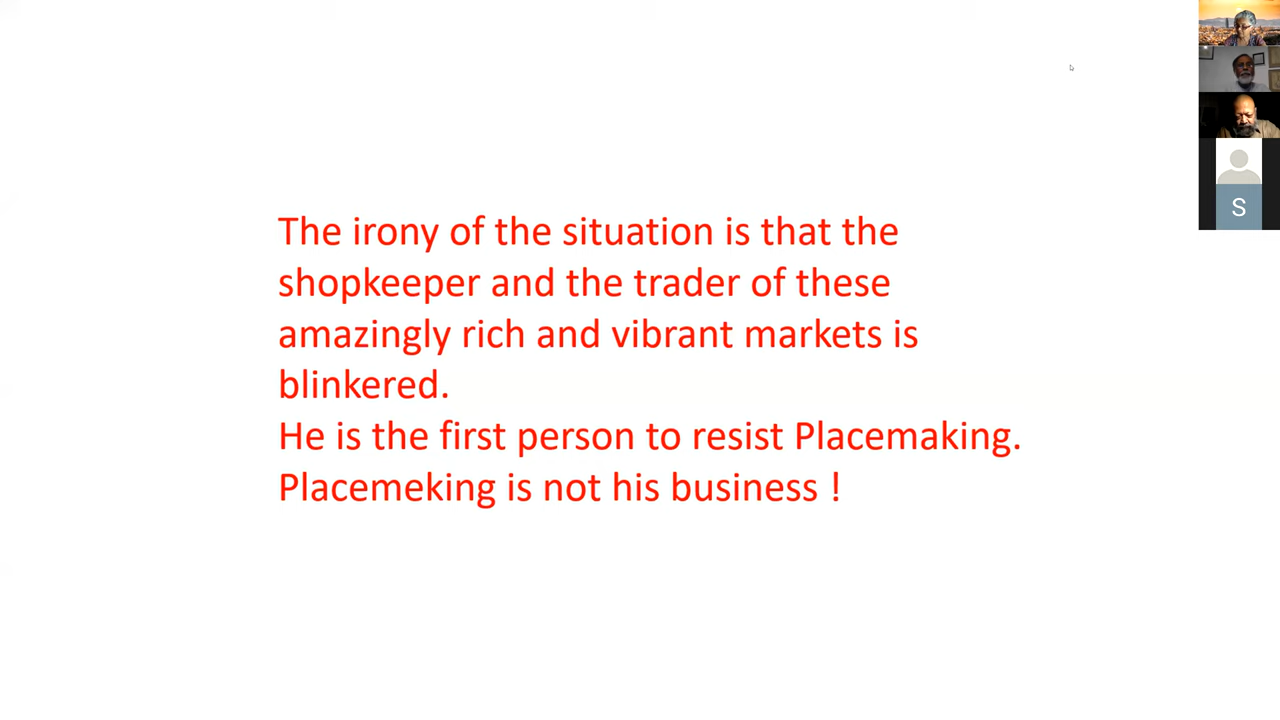 The irony of the situation is that the
shopkeeper and the trader of these
amazingly rich and vibrant markets is
blinkered.
He is the first person to resist Placemaking.
Placemeking is not his business !
S